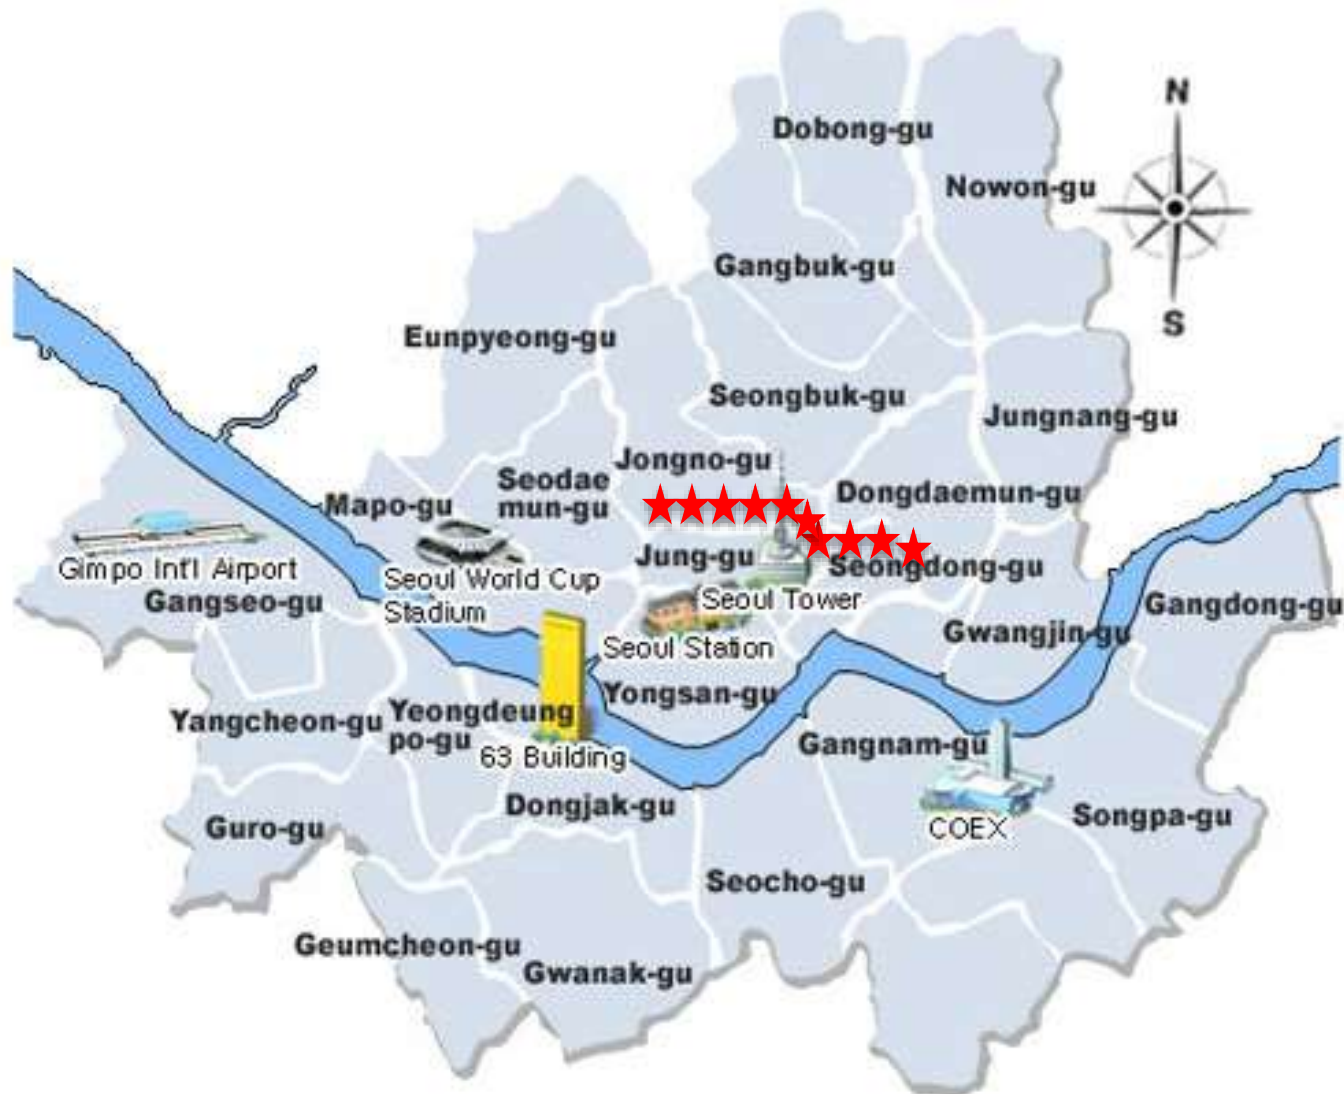 N
Dobong-gu
Nowon-gu
Gangbuk-gu
S
Eunpyeong-gu
Seongbuk-gu
Jungnang-gu
Jongno-gu
Seodae
mun-gu
Dongdaemun-gu
Mapo-gu
Jung-gu
Seongdong-gu
Gimpo Int'l Airport
Seoul World Cup
Stadium
Seoul Tower
Gangseo-gu
Gangdong-gu
Gwangjin-gu
Seoul Station
Yongsan-gu
Yangcheon-gu
Yeongdeung
po-gu
63 Building
Gangnam-gu
Dongjak-gu
Songpa-gu
Guro-gu
COEX
Seocho-gu
Geumcheon-gu
Gwanak-gu